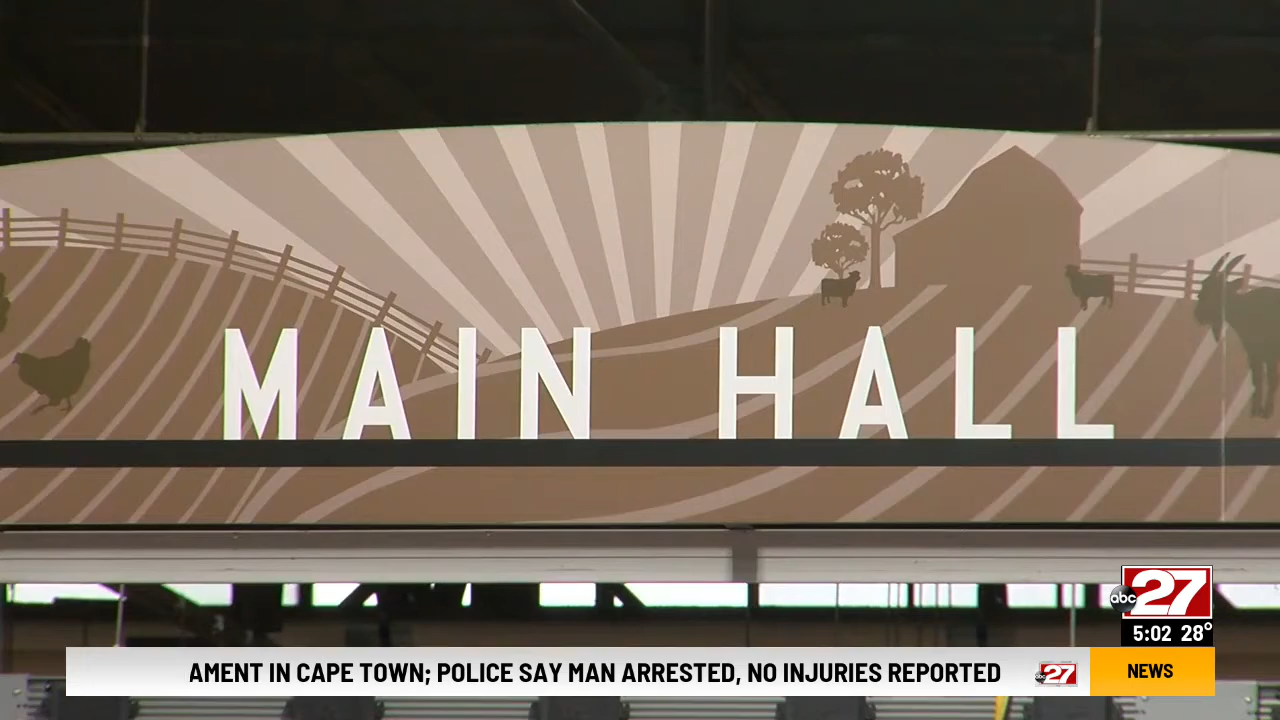 MAIN HALL
abc 27
5:02 28°
AMENT IN CAPE TOWN; POLICE SAY MAN ARRESTED, NO INJURIES REPORTED abc 27 NEWS